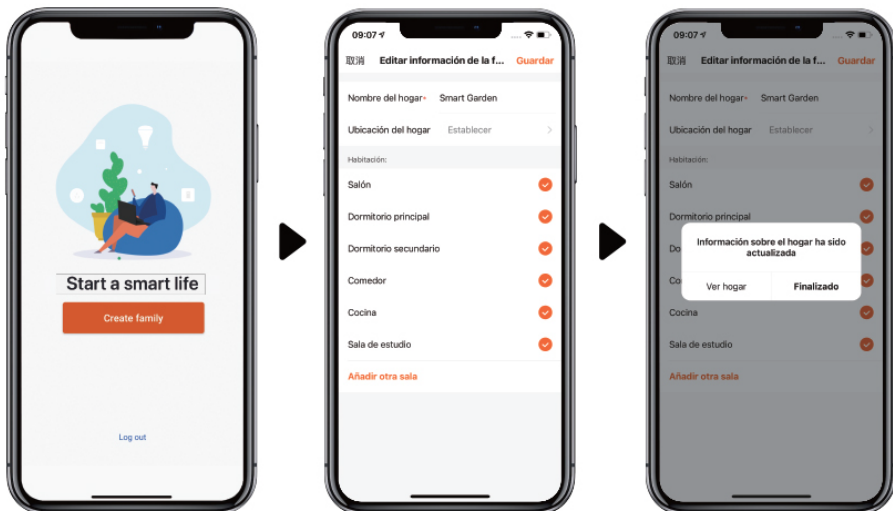 Start a smart life
Create family
Log out
09:07
取消 Editar información de la f... Guardar
Nombre del hogar* Smart Garden
Ubicación del hogar Establecer
Habitación:
Salón
Dormitorio principal
Dormitorio secundario
Comedor
Cocina
Sala de estudio
Añadir otra sala
09:07
取消 Editar información de la f... Guardar
Nombre del hogar* Smart Garden
Ubicación del hogar Establecer
Habitación:
Salón
Dormitorio principal
Do
Información sobre el hogar ha sido
actualizada
Co
Ver hogar Finalizado
Cocina
Sala de estudio
Añadir otra sala